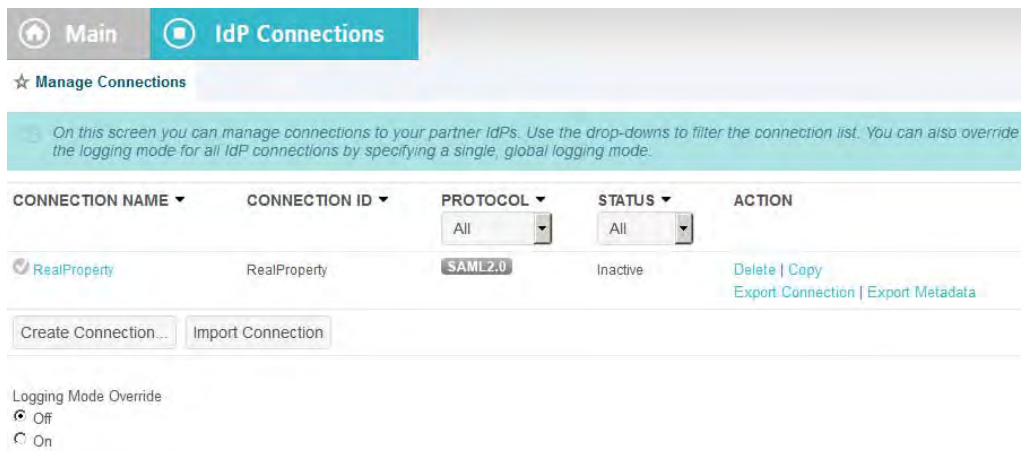 Main IdP Connections
Manage Connections
On this screen you can manage connections to your partner IdPs. Use the drop-downs to filter the connection list. You can also override
the logging mode for all IdP connections by specifying a single, global logging mode.
CONNECTION NAME CONNECTION ID PROTOCOL STATUS ACTION
All All
RealProperty RealProperty SAML2.0 Inactive Delete | Copy
Export Connection | Export Metadata
Create Connection... Import Connection
Logging Mode Override
Off
On